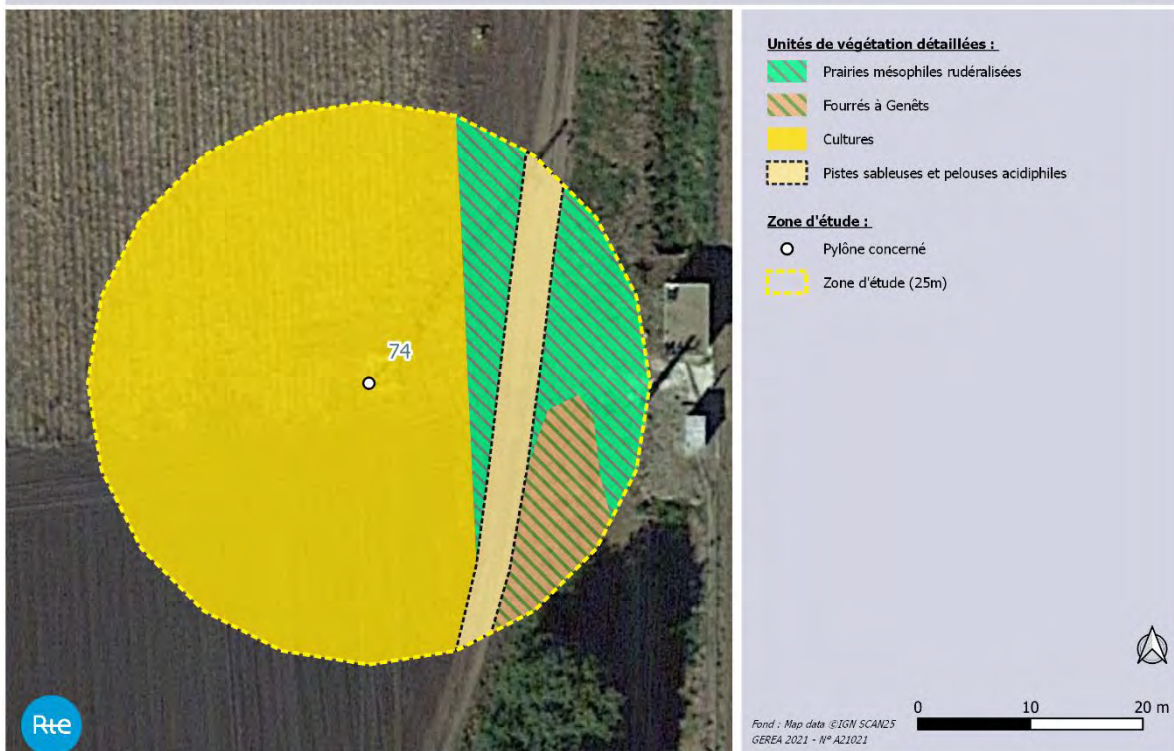 Unités de végétation détaillées :
Prairies mésophiles rudéralisées
Fourrés à Genêts
Cultures
Pistes sableuses et pelouses acidiphiles
Zone d'étude :
Pylône concerné
Zone d'étude (25m)
74
Rte
0 10 20 m
Fond : Map data ©IGN SCAN25
GEREA 2021 - N° A21021